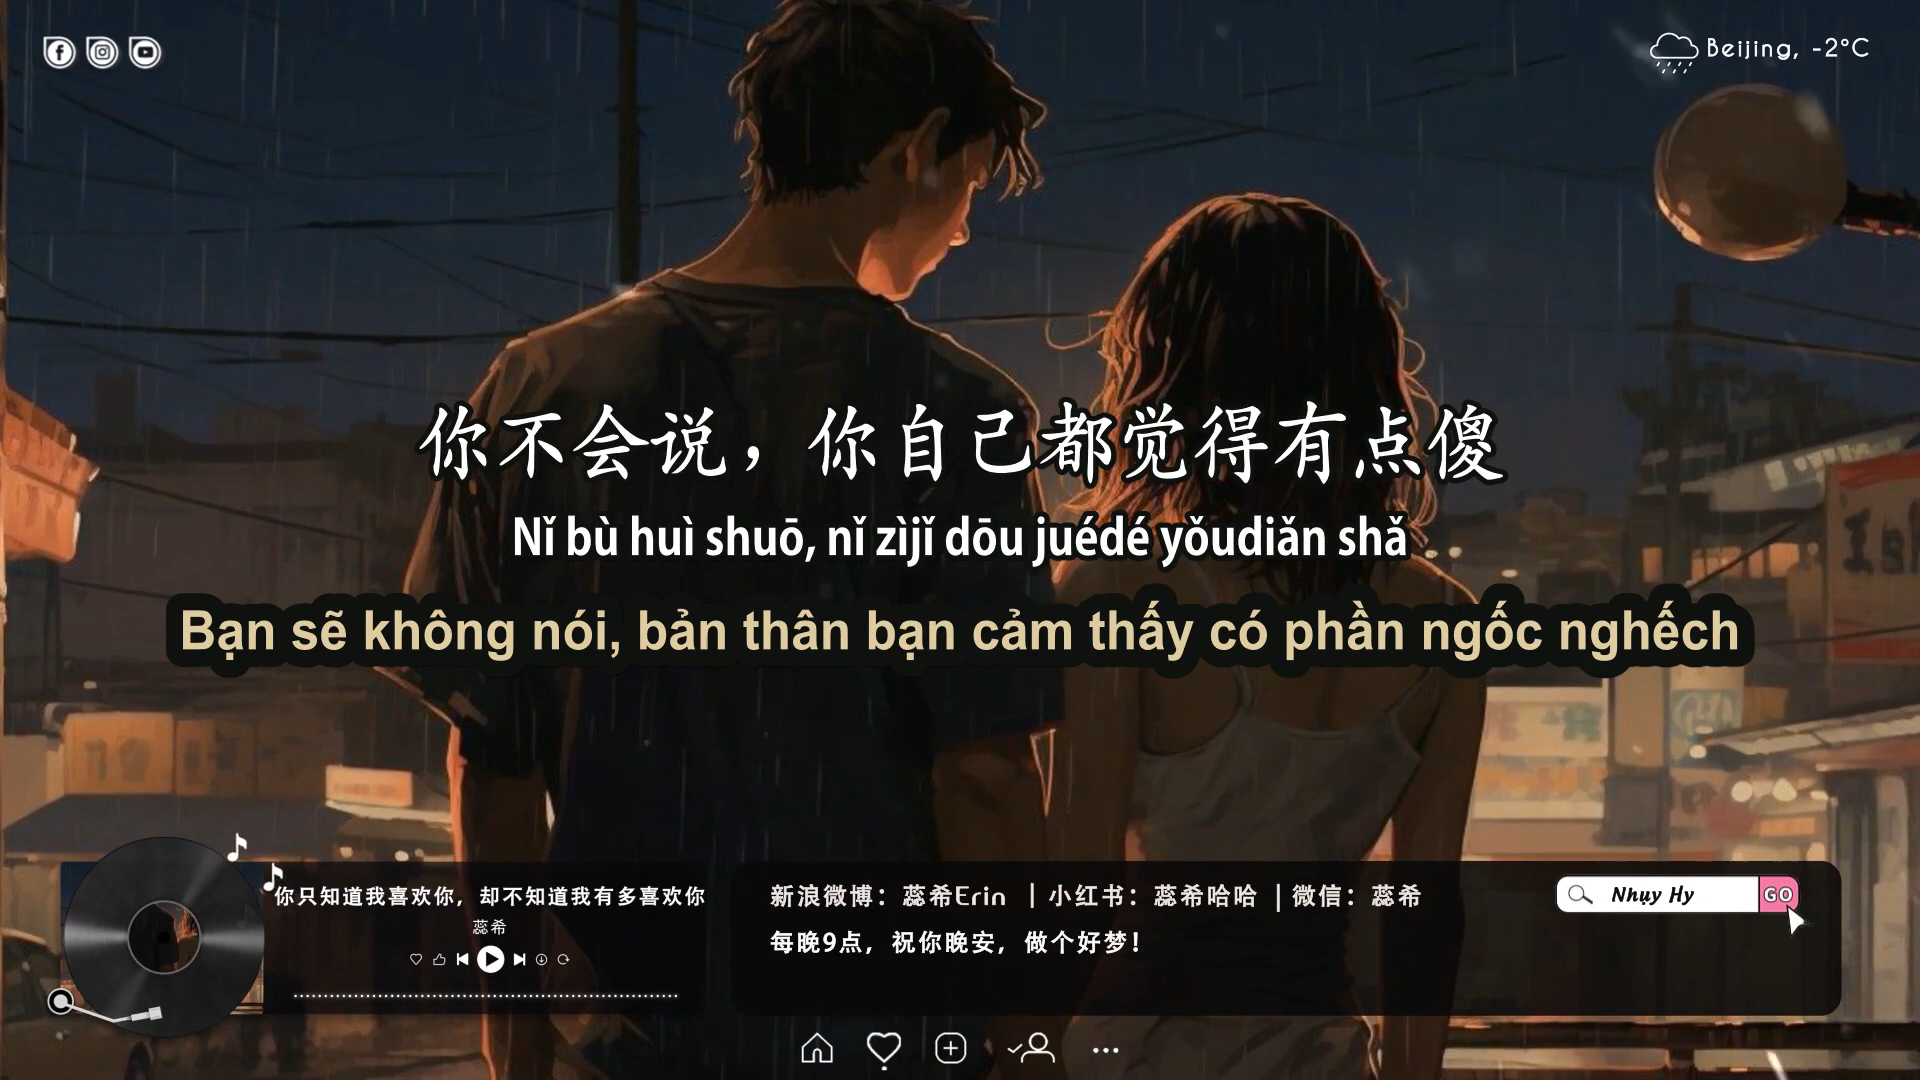 Beijing, -2°C
你不会说，你自己都觉得有点傻
Nǐ bù huì shuō, nǐ zìjǐ dōu juédé yǒudiǎn shǎ
Bạn sẽ không nói, bản thân bạn cảm thấy có phần ngốc nghếch
你只知道我喜欢你，却不知道我有多喜欢你
蕊希
新浪微博：蕊希Erin ｜小红书：蕊希哈哈 ｜微信：蕊希
每晚9点，祝你晚安，做个好梦！
Nhụy Hy GO